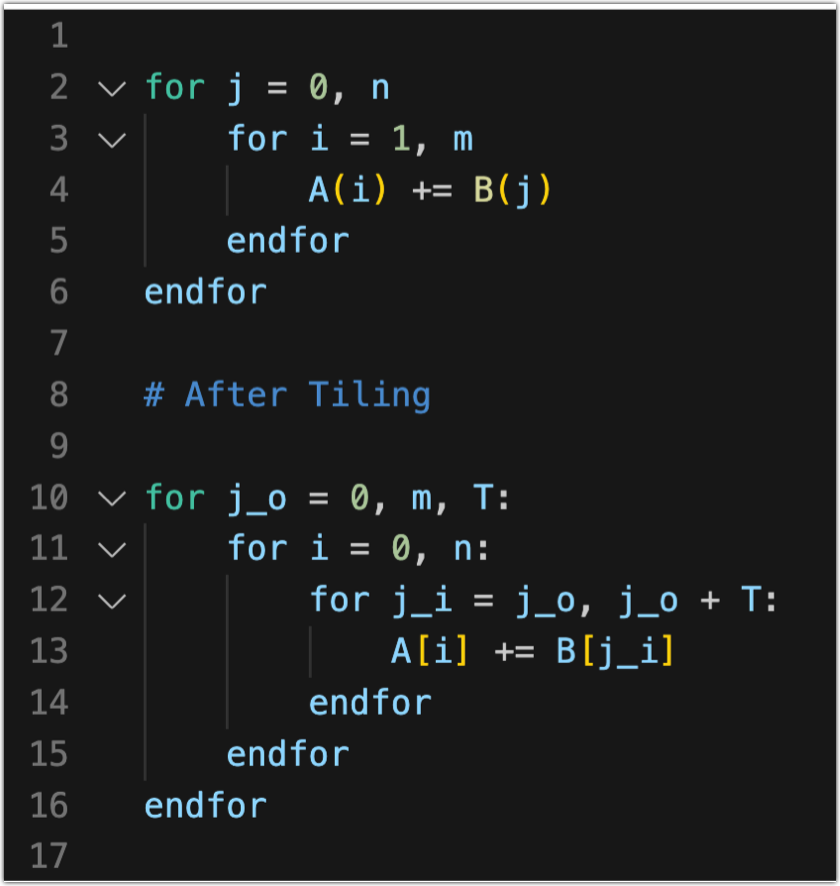 1
2 for j = 0, n
3 for i = 1, m
4 A(i) += B(j)
5 endfor
6 endfor
7
8 # After Tiling
9
10 for j_o = 0, m, T:
11 for i = 0, n:
12 for j_i = j_o, j_o + T:
13 A[i] += B[j_i]
14 endfor
15 endfor
16 endfor
17